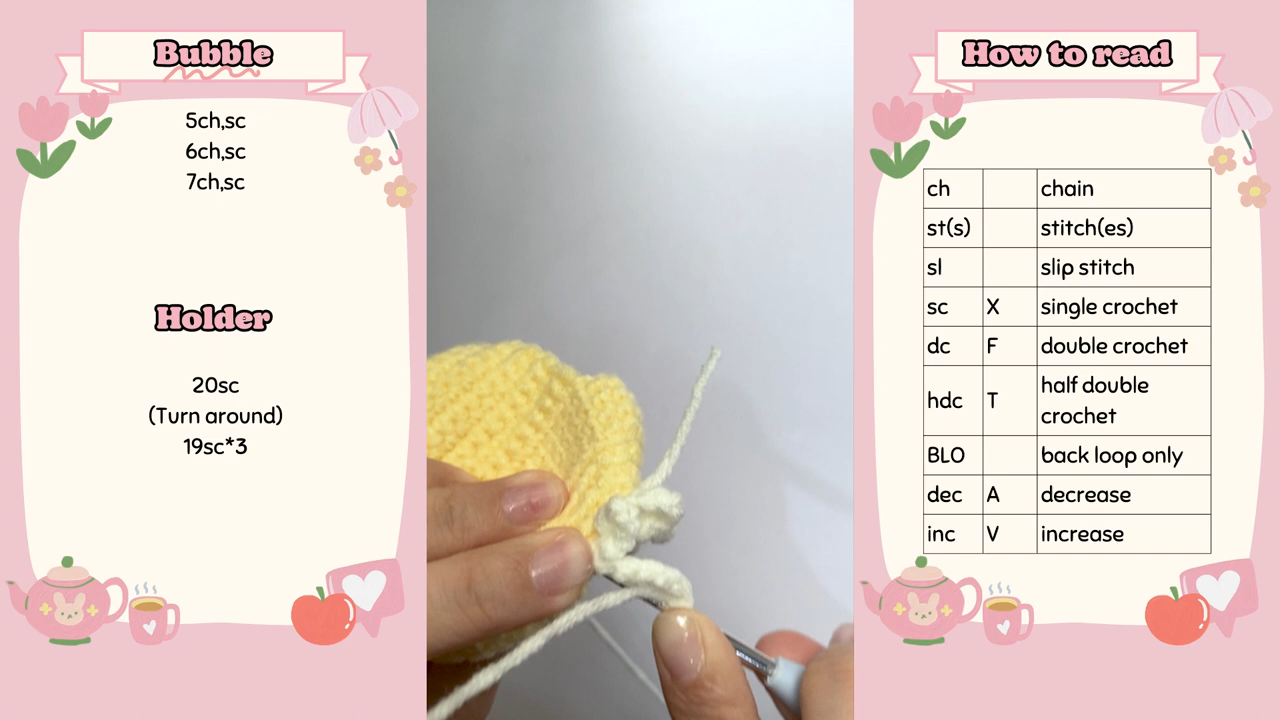 Bubble
5ch,sc
6ch,sc
7ch,sc
Holder
20sc
(Turn around)
19sc*3
How to read
ch chain
st(s) stitch(es)
sl slip stitch
sc X single crochet
dc F double crochet
hdc T half double
crochet
BLO back loop only
dec A decrease
inc V increase